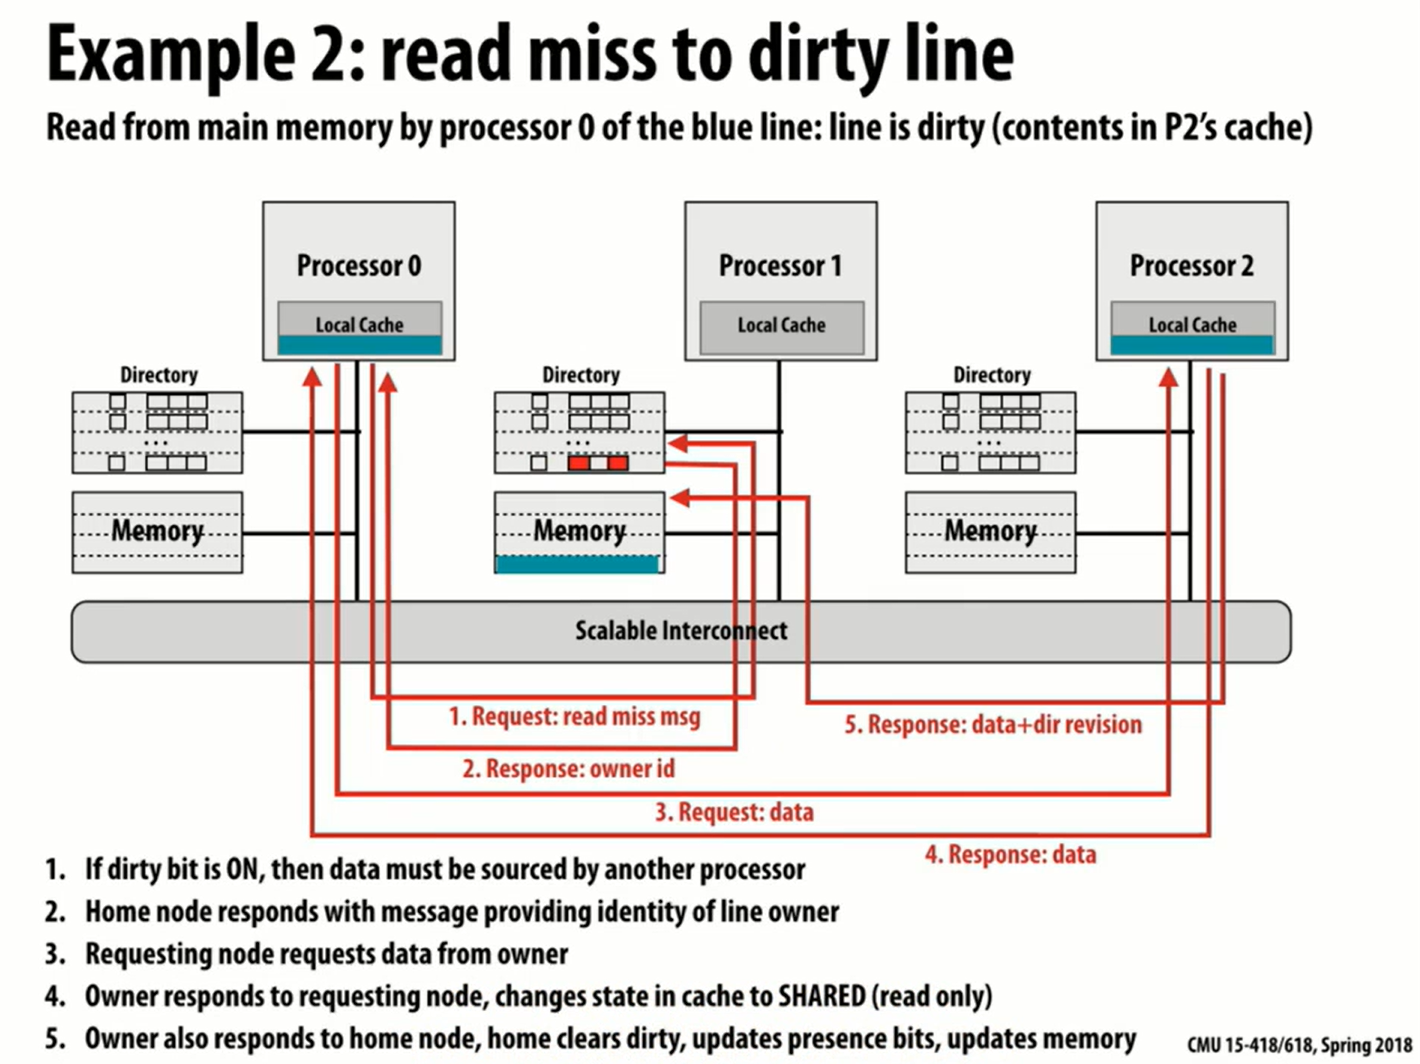 Example 2: read miss to dirty line
Read from main memory by processor 0 of the blue line: line is dirty (contents in P2's cache)
Processor 0
Local Cache
Processor 1
Local Cache
Processor 2
Local Cache
Directory
...
Directory
...
Directory
...
Memory
Memory
Memory
Scalable Interconnect
1. Request: read miss msg
5. Response: data+dir revision
2. Response: owner id
3. Request: data
4. Response: data
1. If dirty bit is ON, then data must be sourced by another processor
2. Home node responds with message providing identity of line owner
3. Requesting node requests data from owner
4. Owner responds to requesting node, changes state in cache to SHARED (read only)
5. Owner also responds to home node, home clears dirty, updates presence bits, updates memory
CMU 15-418/618, Spring 2018